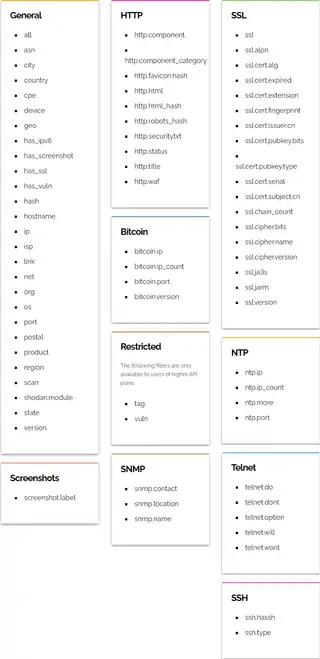 General
all
asn
city
country
cpe
device
geo
has_ipv6
has_screenshot
has_ssl
has_vuln
hash
hostname
ip
isp
link
net
org
os
port
postal
product
region
scan
shodan.module
state
version
Screenshots
screenshot.label
HTTP
http.component
http.component_category
http.favicon.hash
http.html
http.html_hash
http.robots_hash
http.securitytxt
http.status
http.title
http.waf
Bitcoin
bitcoin.ip
bitcoin.ip_count
bitcoin.port
bitcoin.version
Restricted
The following filters are only
available to users of higher API
plans:
tag
vuln
SNMP
snmp.contact
snmp.location
snmp.name
SSL
ssl
ssl.alpn
ssl.cert.alg
ssl.cert.expired
ssl.cert.extension
ssl.cert.fingerprint
ssl.cert.issuer.cn
ssl.cert.pubkey.bits
ssl.cert.pubkey.type
ssl.cert.serial
ssl.cert.subject.cn
ssl.chain_count
ssl.cipher.bits
ssl.cipher.name
ssl.cipher.version
ssl.ja3s
ssl.jarm
ssl.version
NTP
ntp.ip
ntp.ip_count
ntp.more
ntp.port
Telnet
telnet.do
telnet.dont
telnet.option
telnet.will
telnet.wont
SSH
ssh.hassh
ssh.type